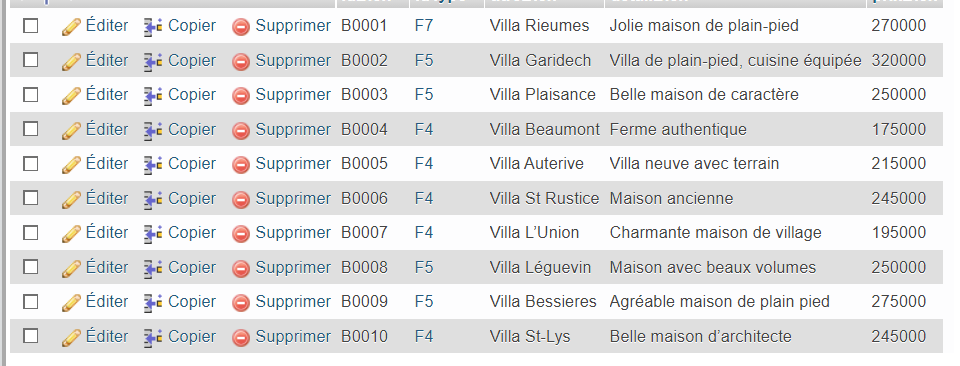 Éditer Copier Supprimer B0001 F7 Villa Rieumes Jolie maison de plain-pied 270000
Éditer Copier Supprimer B0002 F5 Villa Garidech Villa de plain-pied, cuisine équipée 320000
Éditer Copier Supprimer B0003 F5 Villa Plaisance Belle maison de caractère 250000
Éditer Copier Supprimer B0004 F4 Villa Beaumont Ferme authentique 175000
Éditer Copier Supprimer B0005 F4 Villa Auterive Villa neuve avec terrain 215000
Éditer Copier Supprimer B0006 F4 Villa St Rustice Maison ancienne 245000
Éditer Copier Supprimer B0007 F4 Villa L’Union Charmante maison de village 195000
Éditer Copier Supprimer B0008 F5 Villa Léguevin Maison avec beaux volumes 250000
Éditer Copier Supprimer B0009 F5 Villa Bessieres Agréable maison de plain pied 275000
Éditer Copier Supprimer B0010 F4 Villa St-Lys Belle maison d’architecte 245000